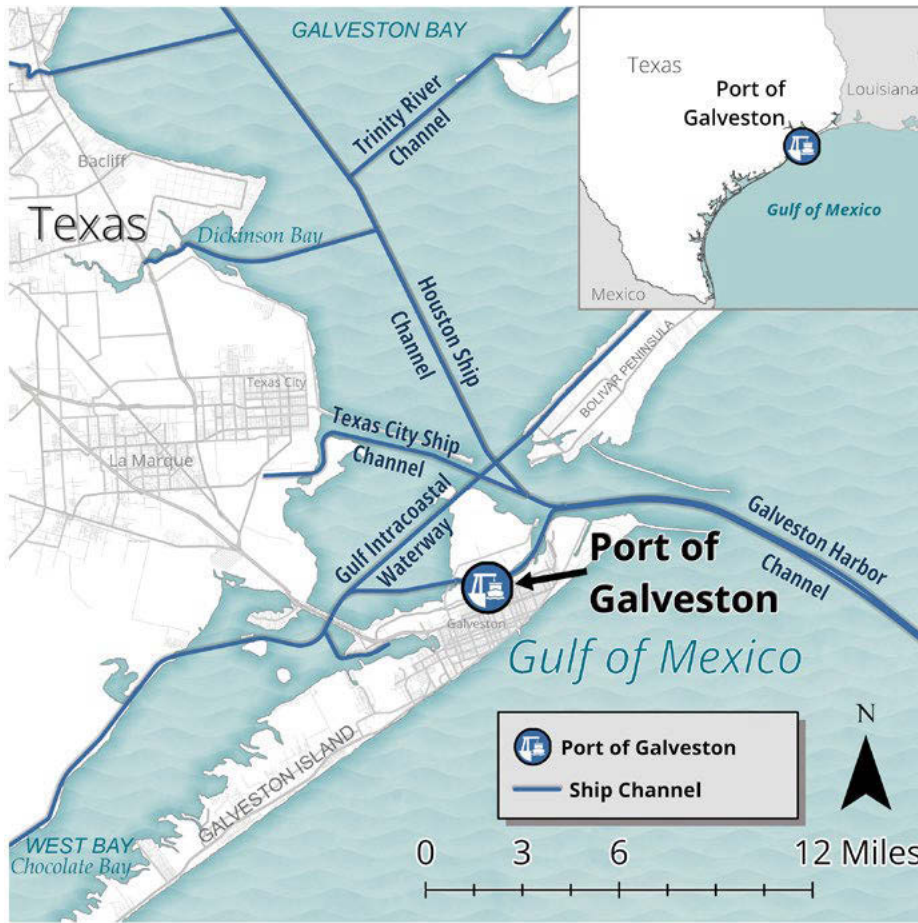 GALVESTON BAY
Trinity River
Channel
Bacliff
Texas
Dickinson Bay
Houston Ship
Channel
Texas
Louisiana
Port of
Galveston
Gulf of Mexico
Mexico
BOLIVAR PENINSULA
Texas City
La Marque
Texas City Ship
Channel
Gulf Intracoastal
Waterway
Galveston Harbor
Channel
Port of
Galveston
Galveston
Gulf of Mexico
GALVESTON ISLAND
WEST BAY
Chocolate Bay
Port of Galveston
Ship Channel
N
0 3 6 12 Miles